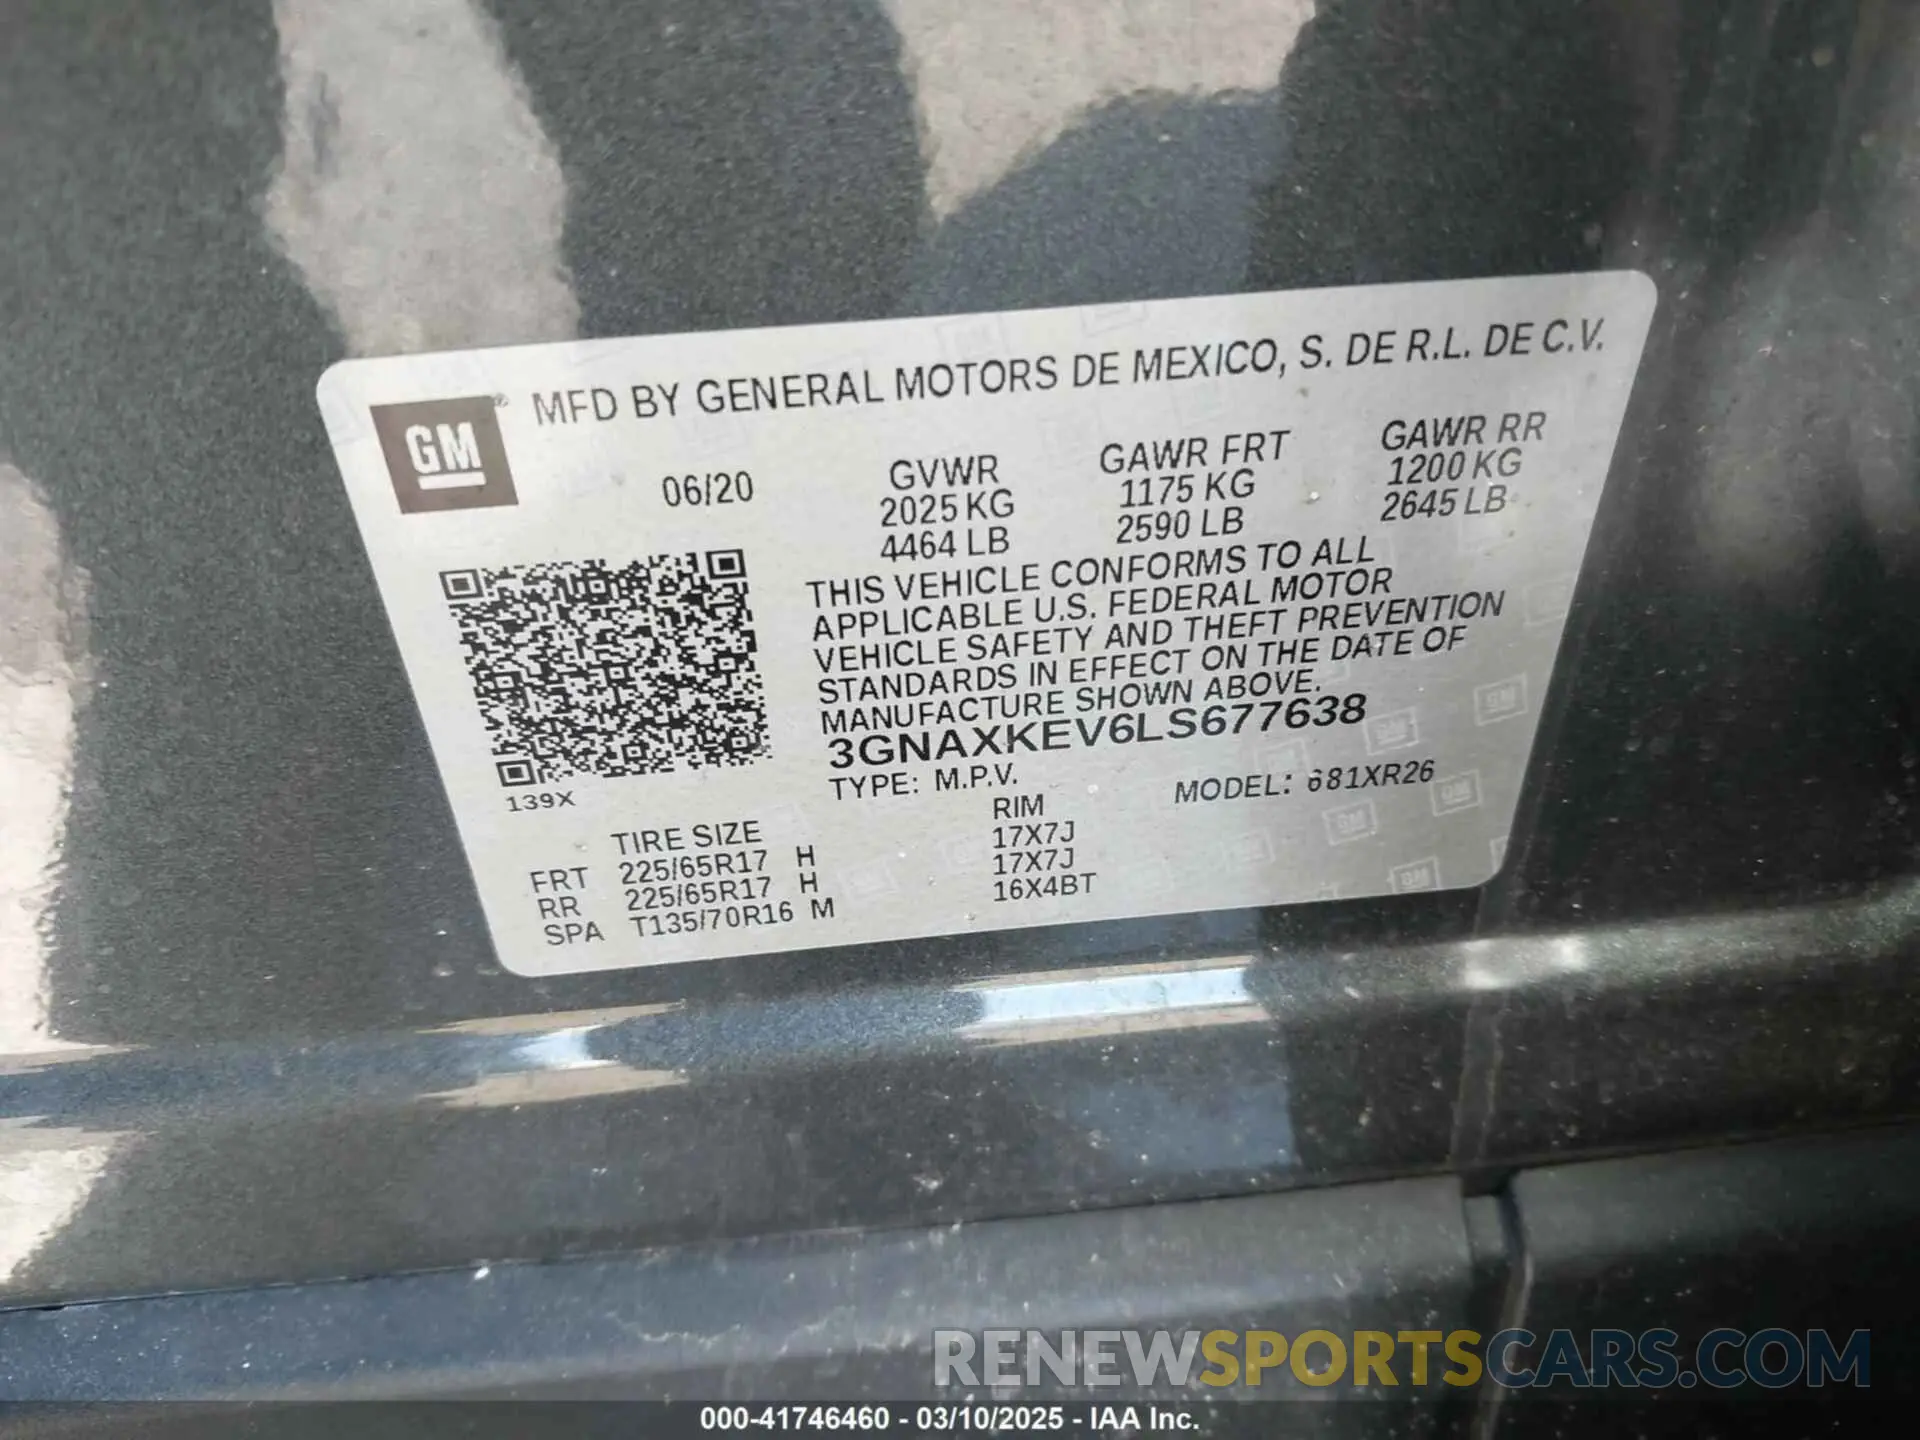 MFD BY GENERAL MOTORS DE MEXICO, S. DE R.L. DE C.V.
GM®
06/20
GVWR GAWR FRT GAWR RR
2025 KG 1175 KG 1200 KG
4464 LB 2590 LB 2645 LB
THIS VEHICLE CONFORMS TO ALL
APPLICABLE U.S. FEDERAL MOTOR
VEHICLE SAFETY AND THEFT PREVENTION
STANDARDS IN EFFECT ON THE DATE OF
MANUFACTURE SHOWN ABOVE.
3GNAXKEV6LS677638
139X
TYPE: M.P.V. MODEL: 681XR26
TIRE SIZE RIM
FRT 225/65R17 H 17X7J
RR 225/65R17 H 17X7J
SPA T135/70R16 M 16X4BT
RENEWSPORTSCARS.COM
000-41746460 - 03/10/2025 - IAA Inc.